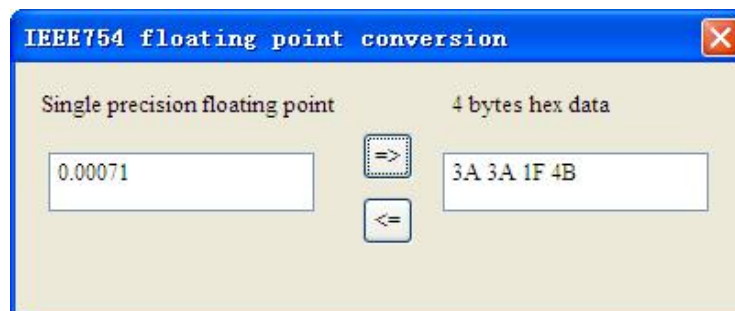 IEEE754 floating point conversion
Single precision floating point
4 bytes hex data
0.00071
=>
3A 3A 1F 4B
<=